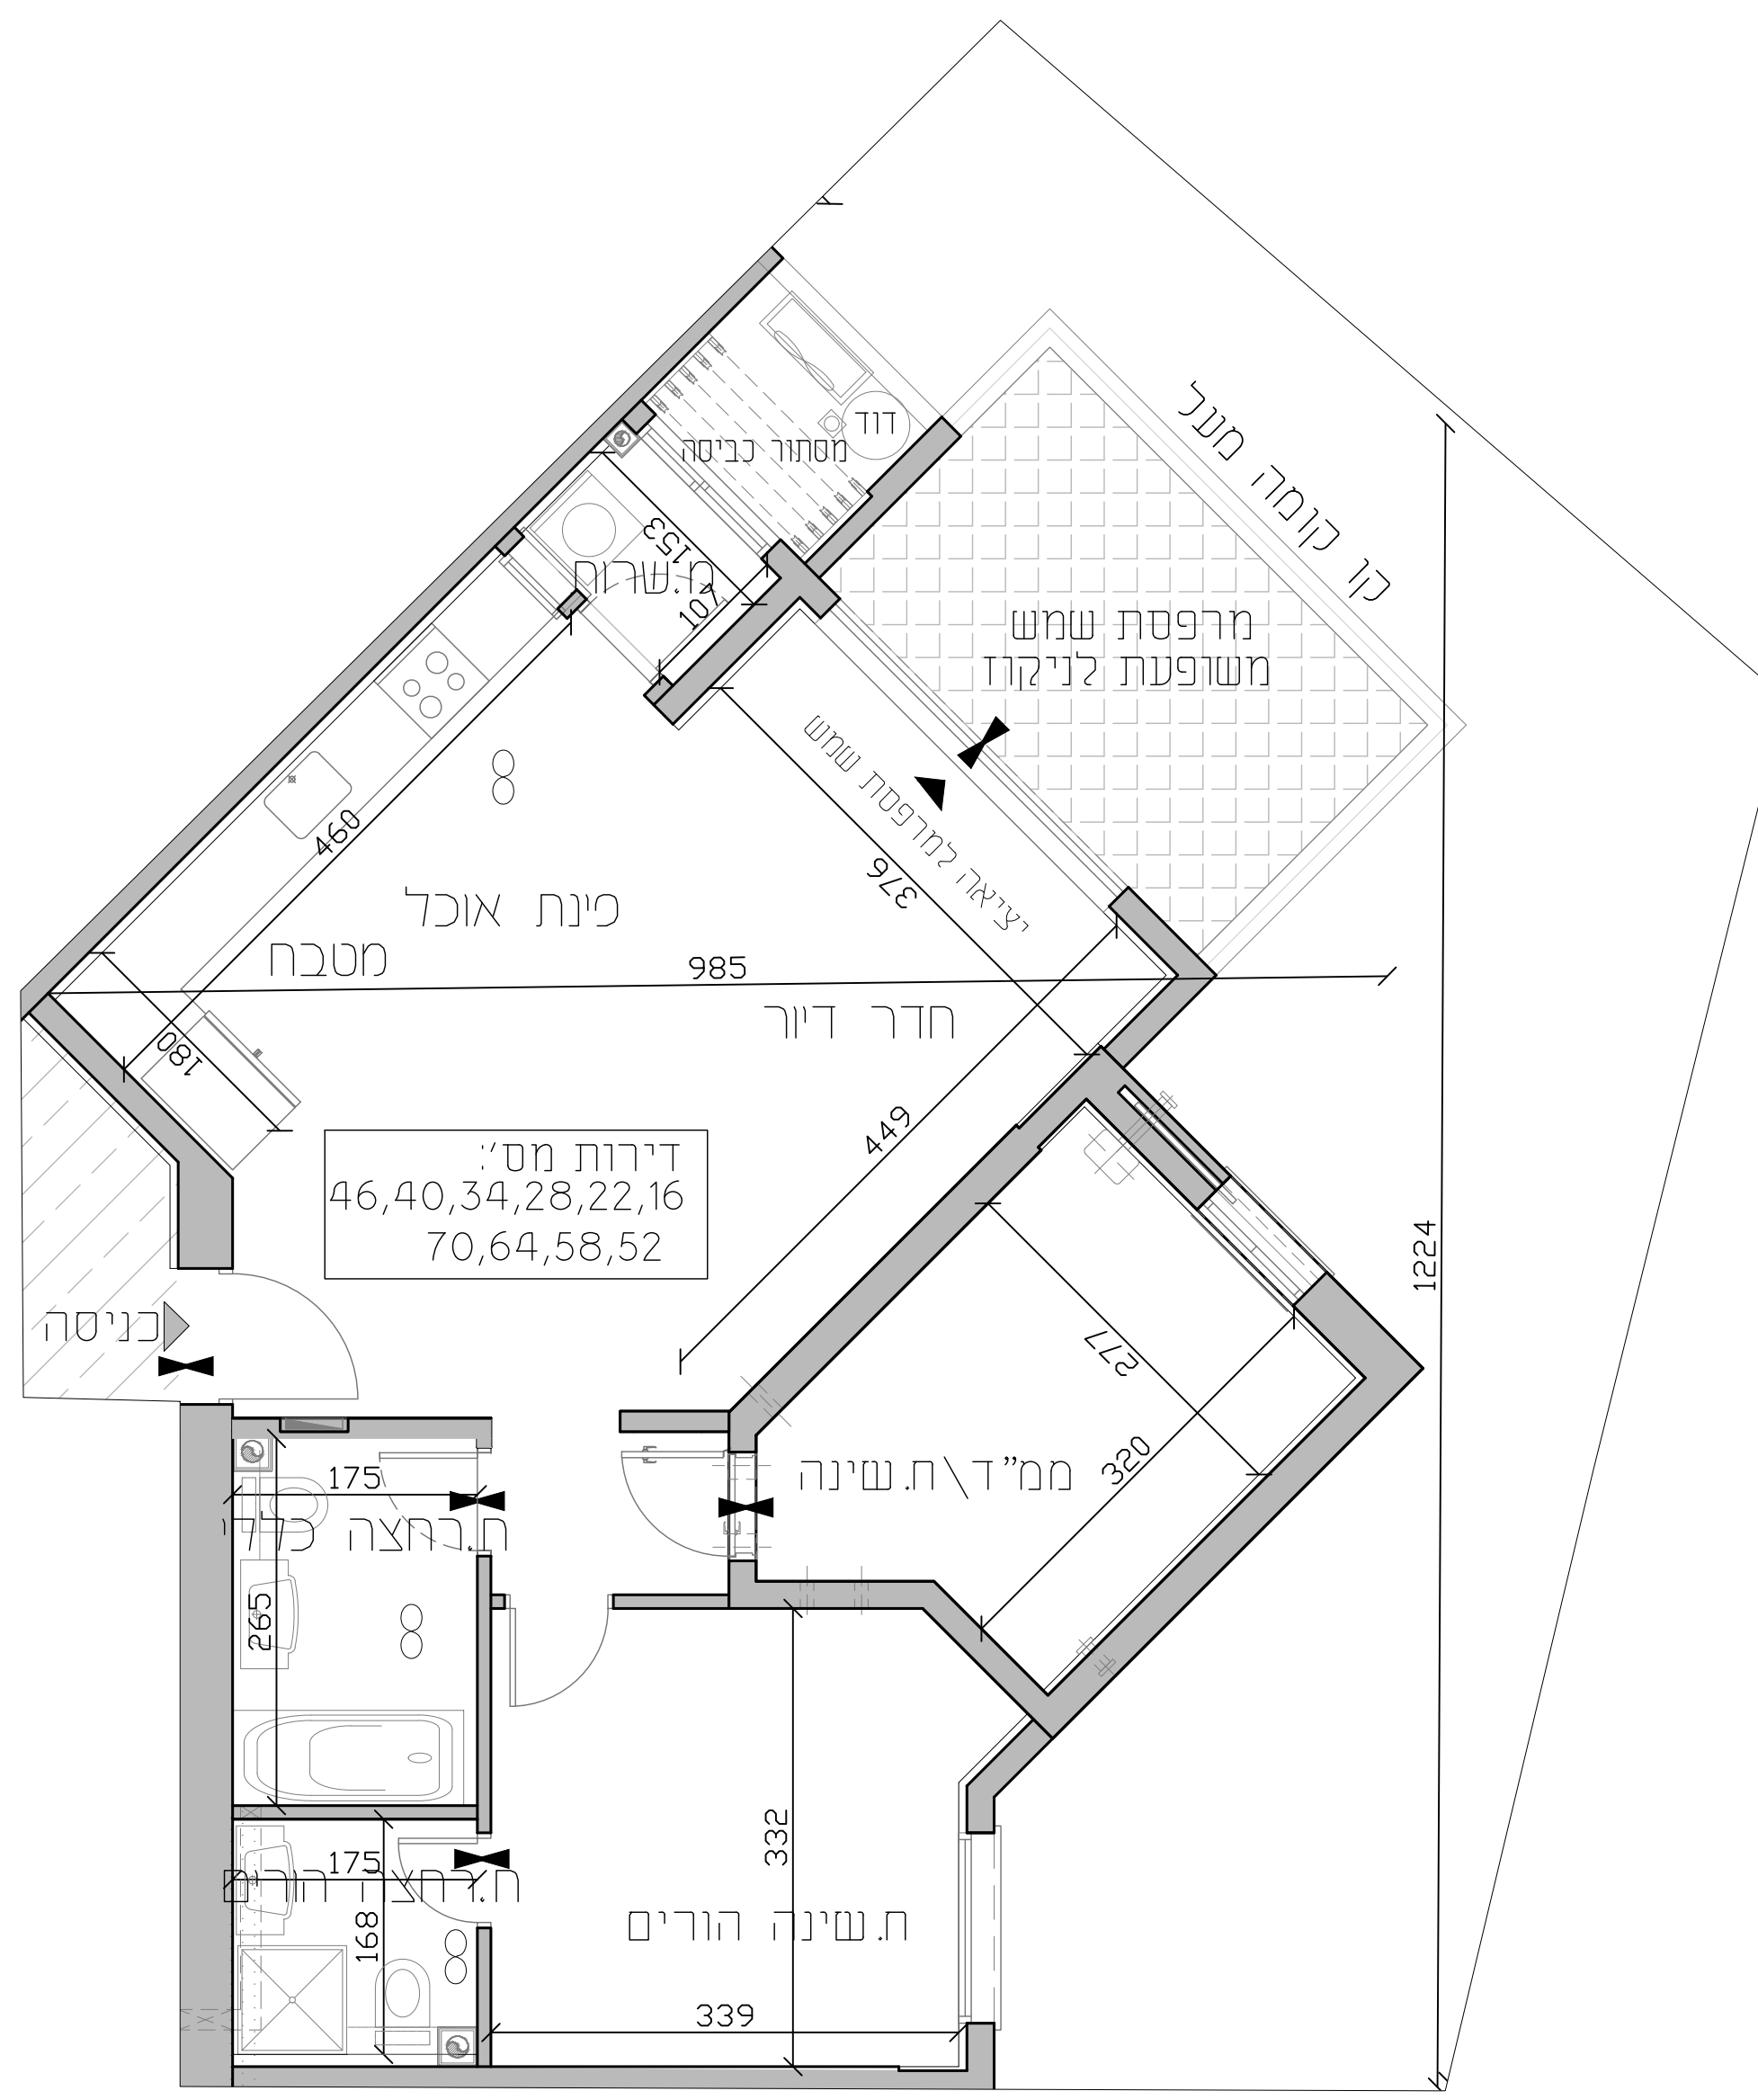 דוד
מסתור כביסה
קו קומה מעל
153
מ.שרות
107
מרפסת שמש
משופעת לניקוז
יציאה למרפסת שמש
460
376
פינת אוכל
מטבח
985
חדר דיור
180
449
דירות מס׳:
46,40,34,28,22,16
70,64,58,52
1224
כניסה
277
320
ממ״ד\ח.שינה
175
ח.רחצה כללי
265
332
175
ח.רחצה הורים
168
ח.שינה הורים
339